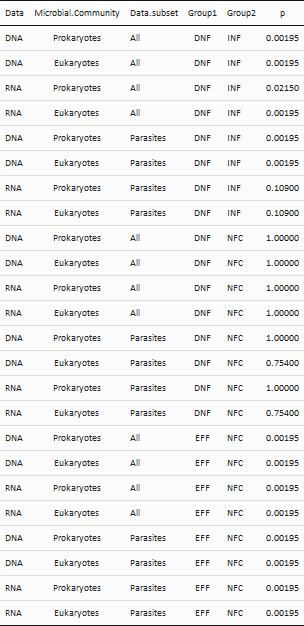 Data Microbial.Community Data.subset Group1 Group2 p
DNA Prokaryotes All DNF INF 0.00195
DNA Eukaryotes All DNF INF 0.00195
RNA Prokaryotes All DNF INF 0.02150
RNA Eukaryotes All DNF INF 0.00195
DNA Prokaryotes Parasites DNF INF 0.00195
DNA Eukaryotes Parasites DNF INF 0.00195
RNA Prokaryotes Parasites DNF INF 0.10900
RNA Eukaryotes Parasites DNF INF 0.10900
DNA Prokaryotes All DNF NFC 1.00000
DNA Eukaryotes All DNF NFC 1.00000
RNA Prokaryotes All DNF NFC 1.00000
RNA Eukaryotes All DNF NFC 1.00000
DNA Prokaryotes Parasites DNF NFC 1.00000
DNA Eukaryotes Parasites DNF NFC 0.75400
RNA Prokaryotes Parasites DNF NFC 1.00000
RNA Eukaryotes Parasites DNF NFC 0.75400
DNA Prokaryotes All EFF NFC 0.00195
DNA Eukaryotes All EFF NFC 0.00195
RNA Prokaryotes All EFF NFC 0.00195
RNA Eukaryotes All EFF NFC 0.00195
DNA Prokaryotes Parasites EFF NFC 0.00195
DNA Eukaryotes Parasites EFF NFC 0.00195
RNA Prokaryotes Parasites EFF NFC 0.00195
RNA Eukaryotes Parasites EFF NFC 0.00195